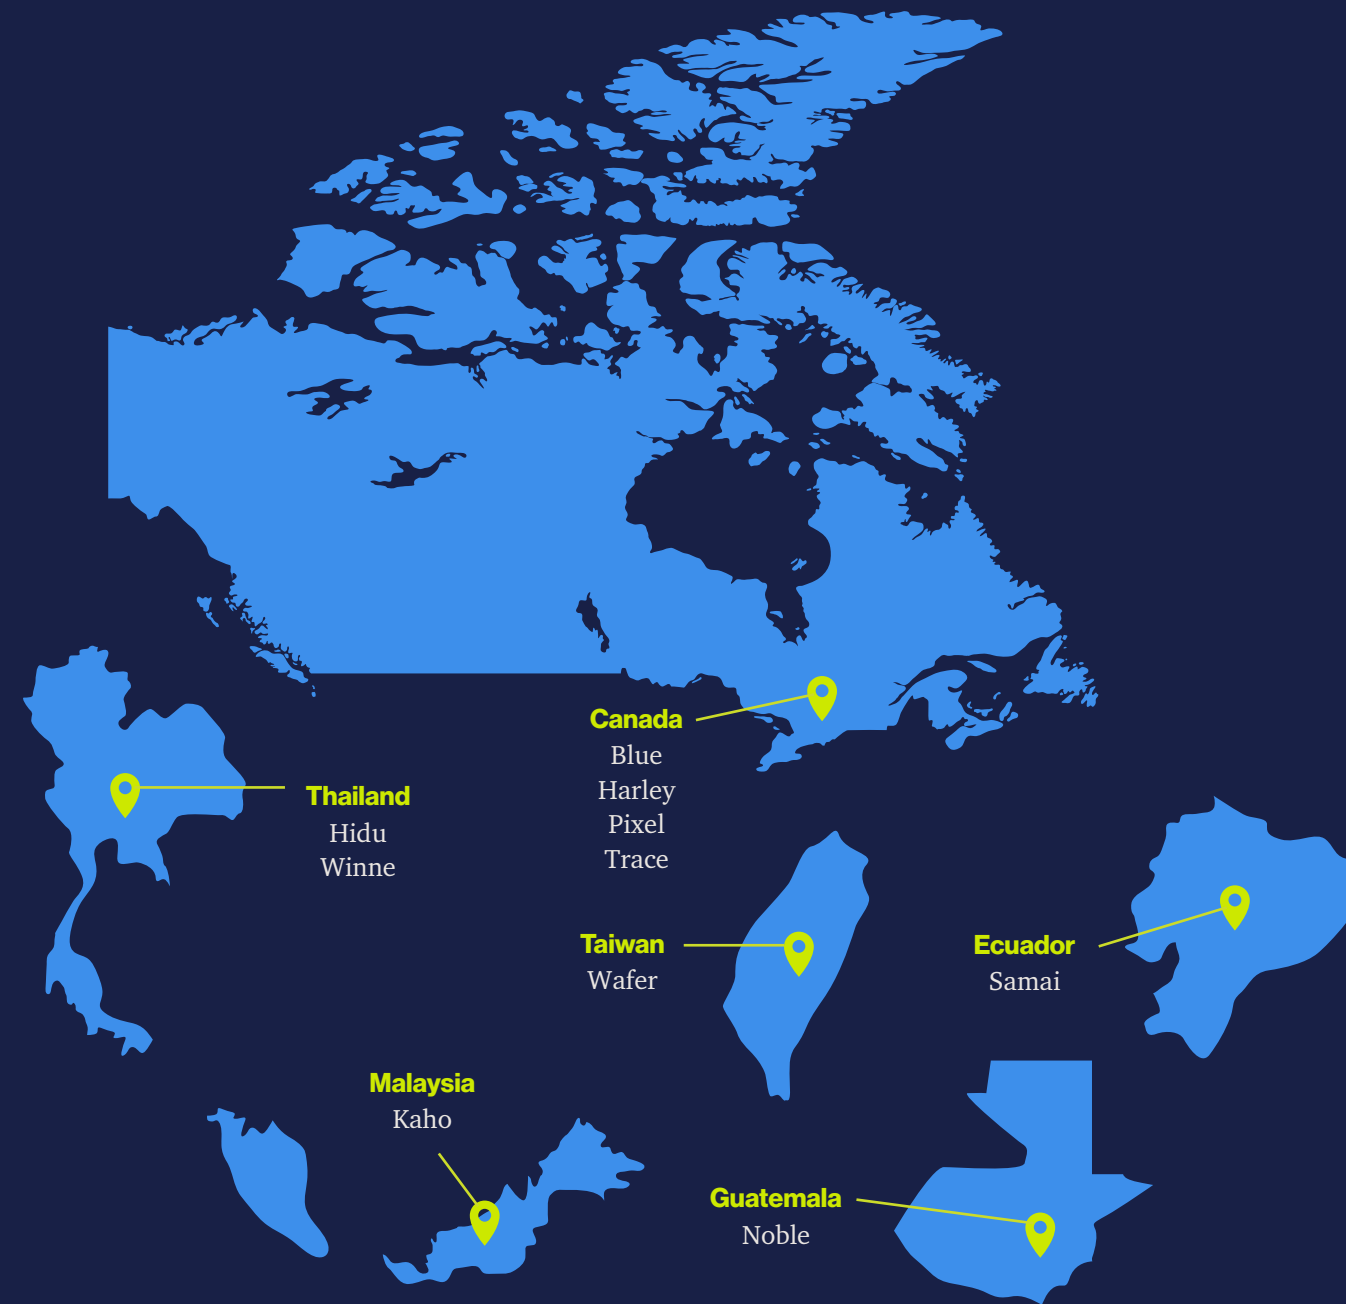 Canada
Blue
Harley
Pixel
Trace
Thailand
Hidu
Winne
Taiwan
Wafer
Ecuador
Samai
Malaysia
Kaho
Guatemala
Noble